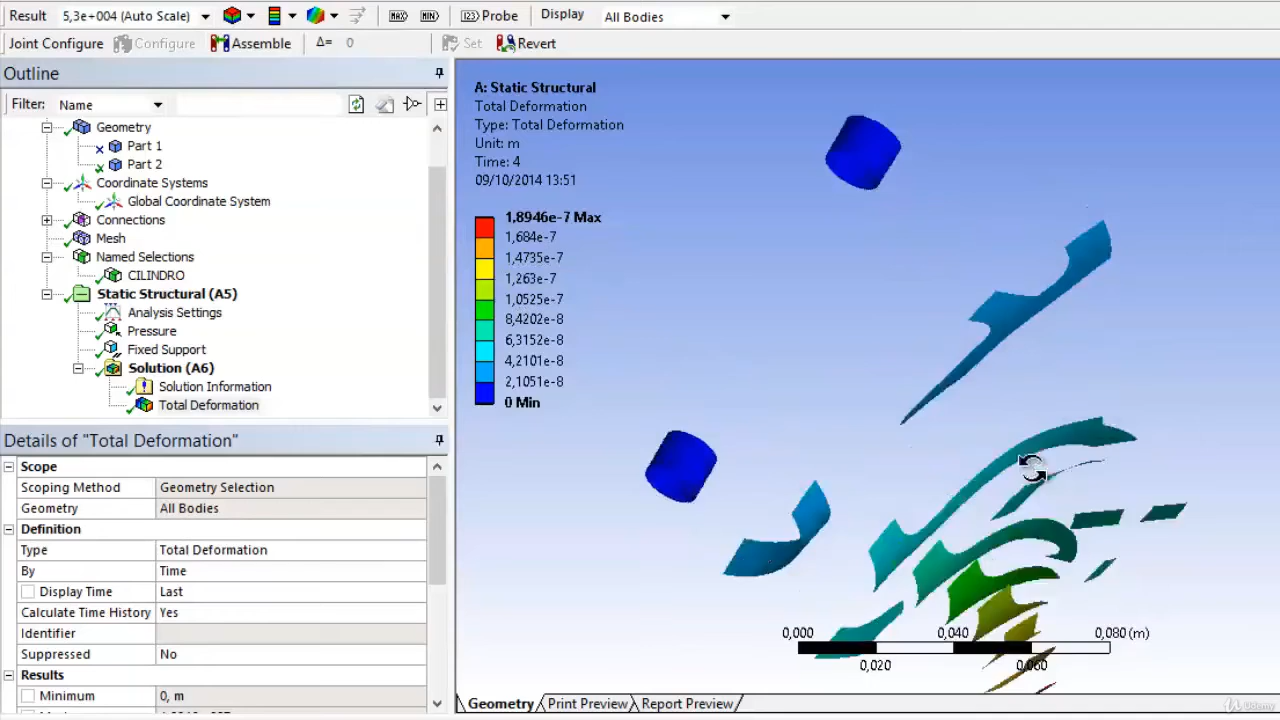 Result 5,3e+004 (Auto Scale) MAX MIN 123 Probe Display All Bodies
Joint Configure Configure Assemble Δ= 0 Set Revert
Outline
Filter: Name
Geometry
Part 1
Part 2
Coordinate Systems
Global Coordinate System
Connections
Mesh
Named Selections
CILINDRO
Static Structural (A5)
Analysis Settings
Pressure
Fixed Support
Solution (A6)
Solution Information
Total Deformation
Details of "Total Deformation"
Scope
Scoping Method Geometry Selection
Geometry All Bodies
Definition
Type Total Deformation
By Time
Display Time Last
Calculate Time History Yes
Identifier
Suppressed No
Results
Minimum 0, m
A: Static Structural
Total Deformation
Type: Total Deformation
Unit: m
Time: 4
09/10/2014 13:51
1,8946e-7 Max
1,684e-7
1,4735e-7
1,263e-7
1,0525e-7
8,4202e-8
6,3152e-8
4,2101e-8
2,1051e-8
0 Min
0,000 0,040 0,080 (m)
0,020 0,060
Geometry Print Preview Report Preview
Udemy